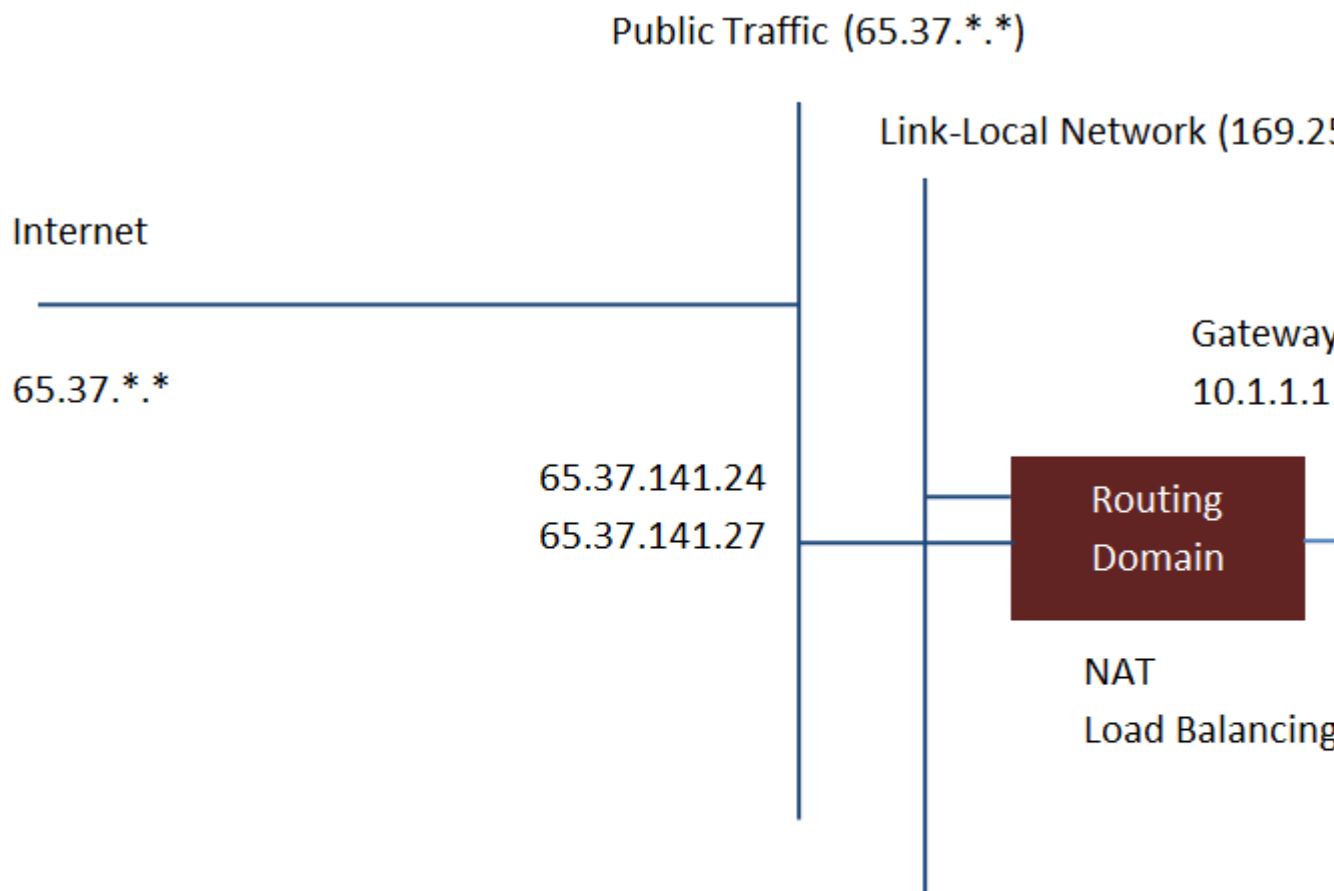 Public Traffic (65.37.*.*)
Link-Local Network (169.25
Internet
65.37.*.*
Gateway
10.1.1.1
65.37.141.24
65.37.141.27
Routing
Domain
NAT
Load Balancing